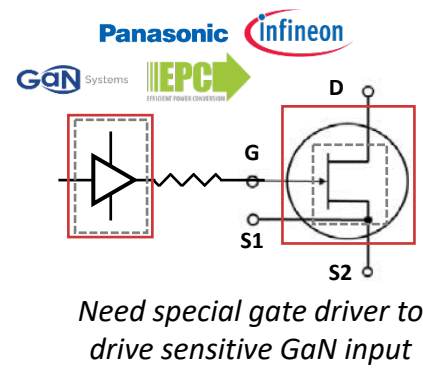 Panasonic infineon
GaN Systems EPC
EFFICIENT POWER CONVERSION
D
G
S1
S2
Need special gate driver to
drive sensitive GaN input